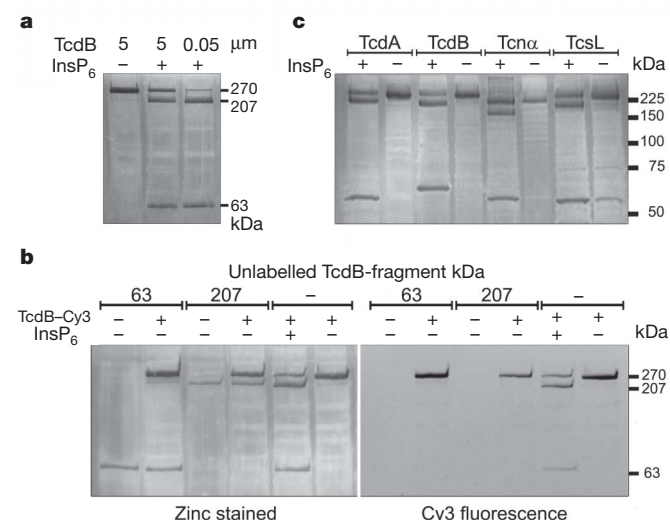 a
TcdB 5 5 0.05 μm
InsP6 − + +
270
207
63
kDa
c
TcdA TcdB Tcnα TcsL
InsP6 + − + − + − + − kDa
225
150
100
75
50
b
Unlabelled TcdB-fragment kDa
63 207 − 63 207 −
TcdB–Cy3 − + − + + + − + − + + +
InsP6 − − − − + − − − − − + − kDa
270
207
63
Zinc stained Cy3 fluorescence